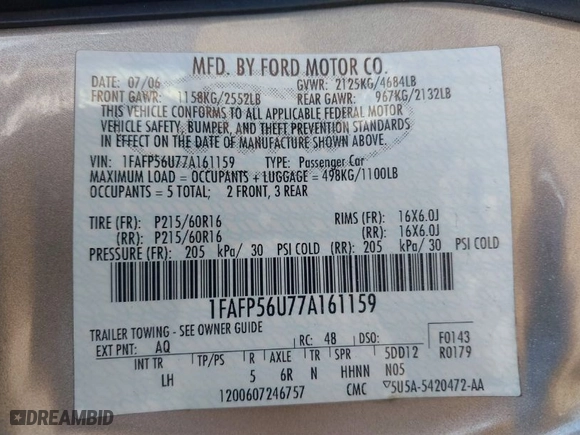 MFD. BY FORD MOTOR CO.
DATE: 07/06 GVWR: 2125KG/4684LB
FRONT GAWR: 1158KG/2552LB REAR GAWR: 967KG/2132LB
THIS VEHICLE CONFORMS TO ALL APPLICABLE FEDERAL MOTOR
VEHICLE SAFETY, BUMPER, AND THEFT PREVENTION STANDARDS
IN EFFECT ON THE DATE OF MANUFACTURE SHOWN ABOVE.
VIN: 1FAFP56U77A161159 TYPE: Passenger Car
MAXIMUM LOAD = OCCUPANTS + LUGGAGE = 498KG/1100LB
OCCUPANTS = 5 TOTAL; 2 FRONT, 3 REAR
TIRE (FR): P215/60R16 RIMS (FR): 16X6.0J
(RR): P215/60R16 (RR): 16X6.0J
PRESSURE (FR): 205 kPa/ 30 PSI COLD (RR): 205 kPa/ 30 PSI COLD
1FAFP56U77A161159
TRAILER TOWING - SEE OWNER GUIDE
EXT PNT: AQ RC: 48 DSO: F0143
INT TR TP/PS R AXLE TR SPR 5DD12 R0179
LH 5 6R N HHNN N05
1200607246757 CMC ▽5U5A-5420472-AA
DREAMBID